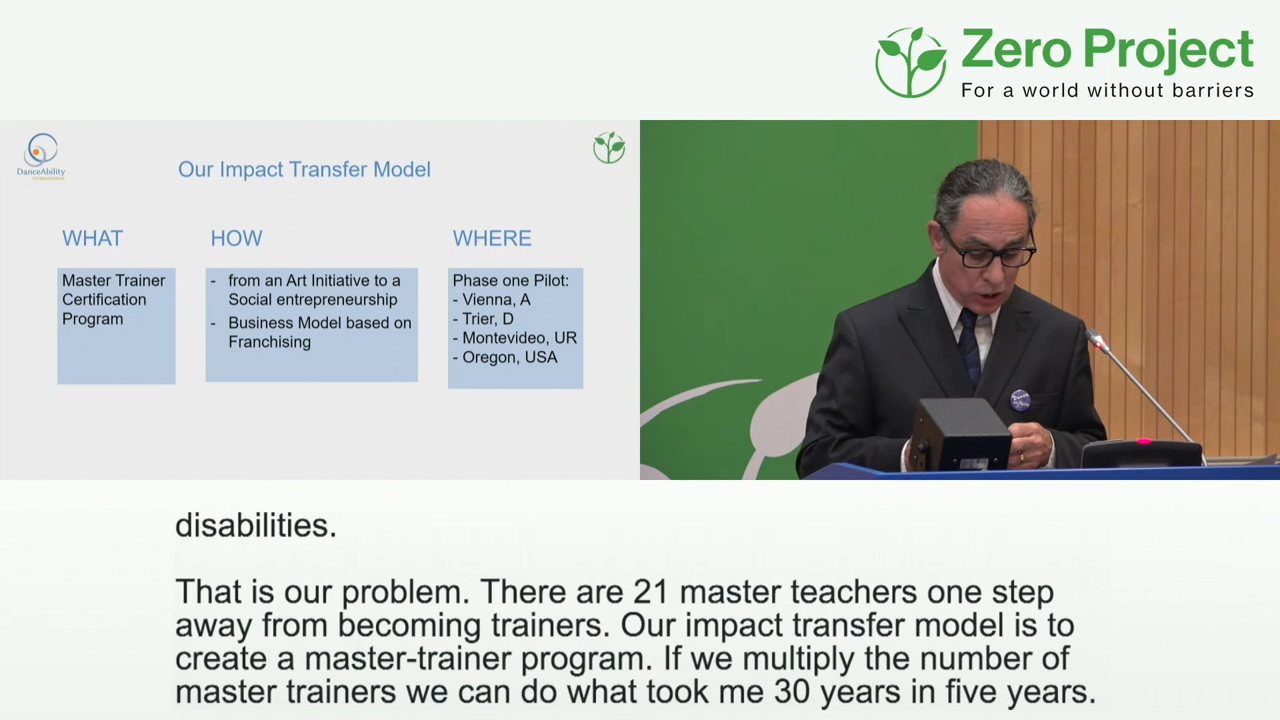 Zero Project
For a world without barriers
DanceAbility
INTERNATIONAL
Our Impact Transfer Model
WHAT
Master Trainer
Certification
Program
HOW
- from an Art Initiative to a
Social entrepreneurship
- Business Model based on
Franchising
WHERE
Phase one Pilot:
- Vienna, A
- Trier, D
- Montevideo, UR
- Oregon, USA
disabilities.
That is our problem. There are 21 master teachers one step
away from becoming trainers. Our impact transfer model is to
create a master-trainer program. If we multiply the number of
master trainers we can do what took me 30 years in five years.